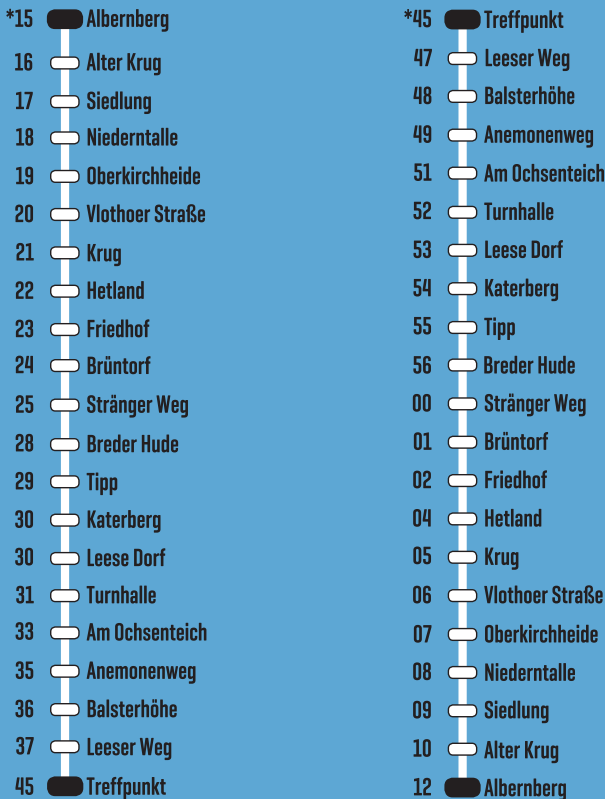 *15 Albernberg
16 Alter Krug
17 Siedlung
18 Niederntalle
19 Oberkirchheide
20 Vlothoer Straße
21 Krug
22 Hetland
23 Friedhof
24 Brüntorf
25 Stränger Weg
28 Breder Hude
29 Tipp
30 Katerberg
30 Leese Dorf
31 Turnhalle
33 Am Ochsenteich
35 Anemonenweg
36 Balsterhöhe
37 Leeser Weg
45 Treffpunkt
*45 Treffpunkt
47 Leeser Weg
48 Balsterhöhe
49 Anemonenweg
51 Am Ochsenteich
52 Turnhalle
53 Leese Dorf
54 Katerberg
55 Tipp
56 Breder Hude
00 Stränger Weg
01 Brüntorf
02 Friedhof
04 Hetland
05 Krug
06 Vlothoer Straße
07 Oberkirchheide
08 Niederntalle
09 Siedlung
10 Alter Krug
12 Albernberg